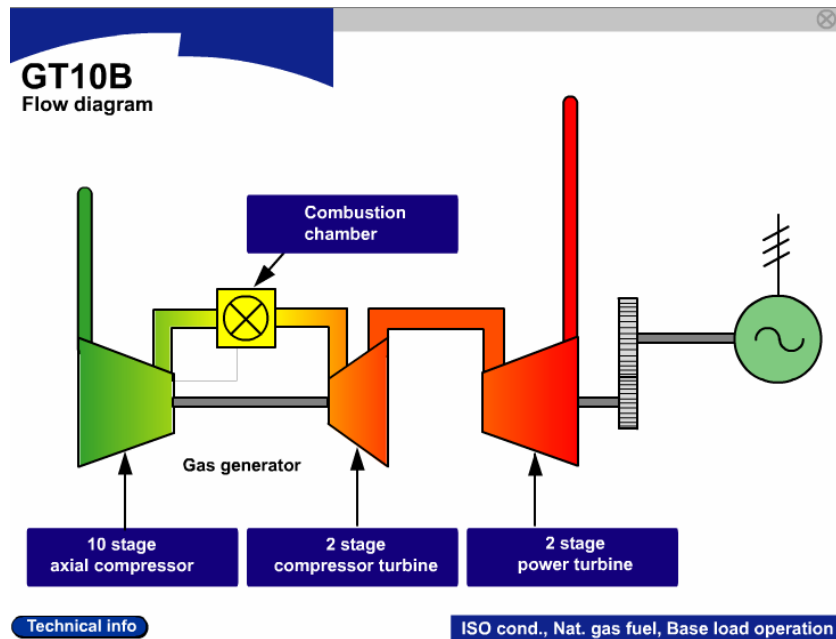 GT10B
Flow diagram
Combustion
chamber
Gas generator
10 stage
axial compressor
2 stage
compressor turbine
2 stage
power turbine
Technical info
ISO cond., Nat. gas fuel, Base load operation